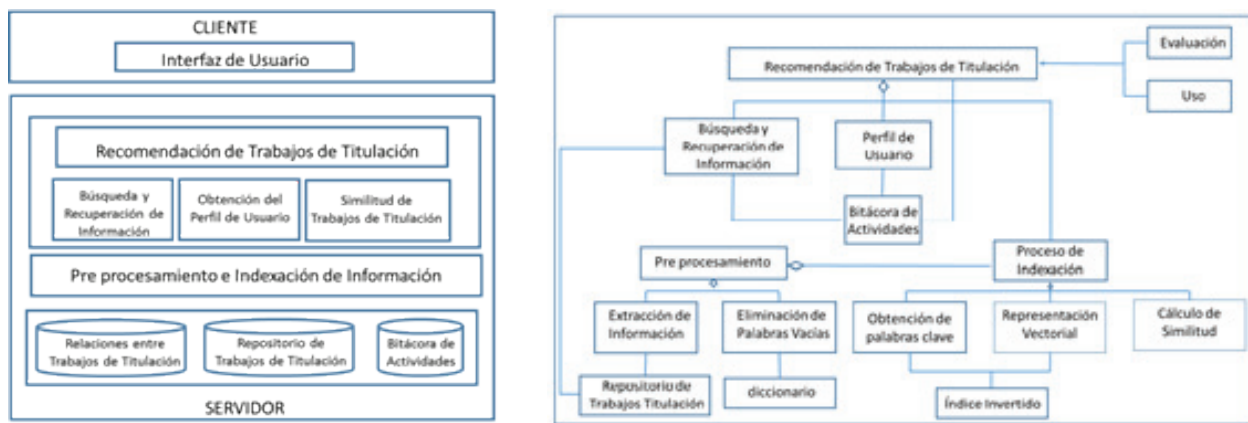 CLIENTE
Interfaz de Usuario
Recomendación de Trabajos de Titulación
Búsqueda y
Recuperación de
Información
Obtención del
Perfil de Usuario
Similitud de
Trabajos de Titulación
Pre procesamiento e Indexación de Información
Relaciones entre
Trabajos de Titulación
Repositorio de
Trabajos de Titulación
Bitácora de
Actividades
SERVIDOR
Evaluación
Recomendación de Trabajos de Titulación
Uso
Búsqueda y
Recuperación de
Información
Perfil de
Usuario
Bitácora de
Actividades
Pre procesamiento
Proceso de
Indexación
Extracción de
Información
Eliminación de
Palabras Vacías
Obtención de
palabras clave
Representación
Vectorial
Cálculo de
Similitud
Repositorio de
Trabajos Titulación
diccionario
Índice Invertido